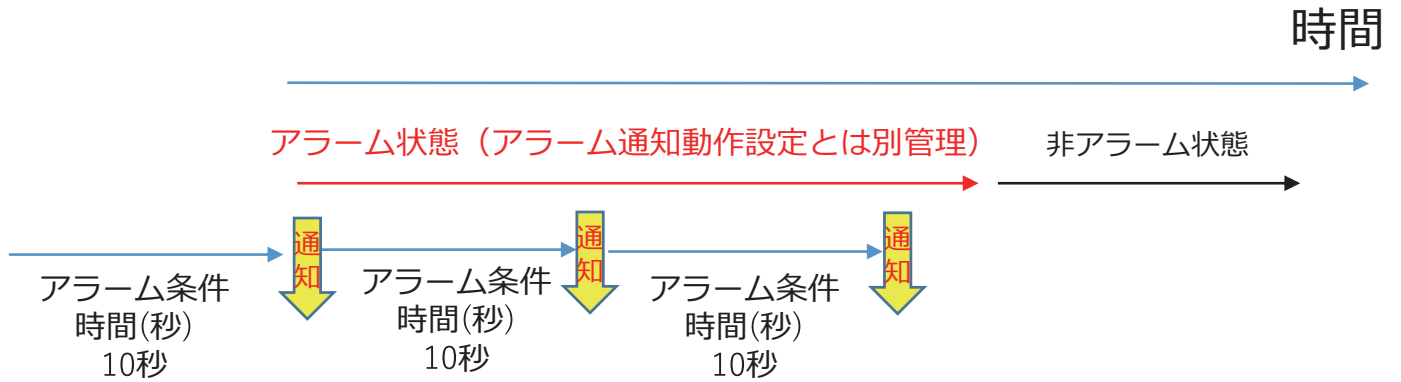 時間
アラーム状態（アラーム通知動作設定とは別管理）
非アラーム状態
通知
通知
通知
アラーム条件
時間(秒)
10秒
アラーム条件
時間(秒)
10秒
アラーム条件
時間(秒)
10秒